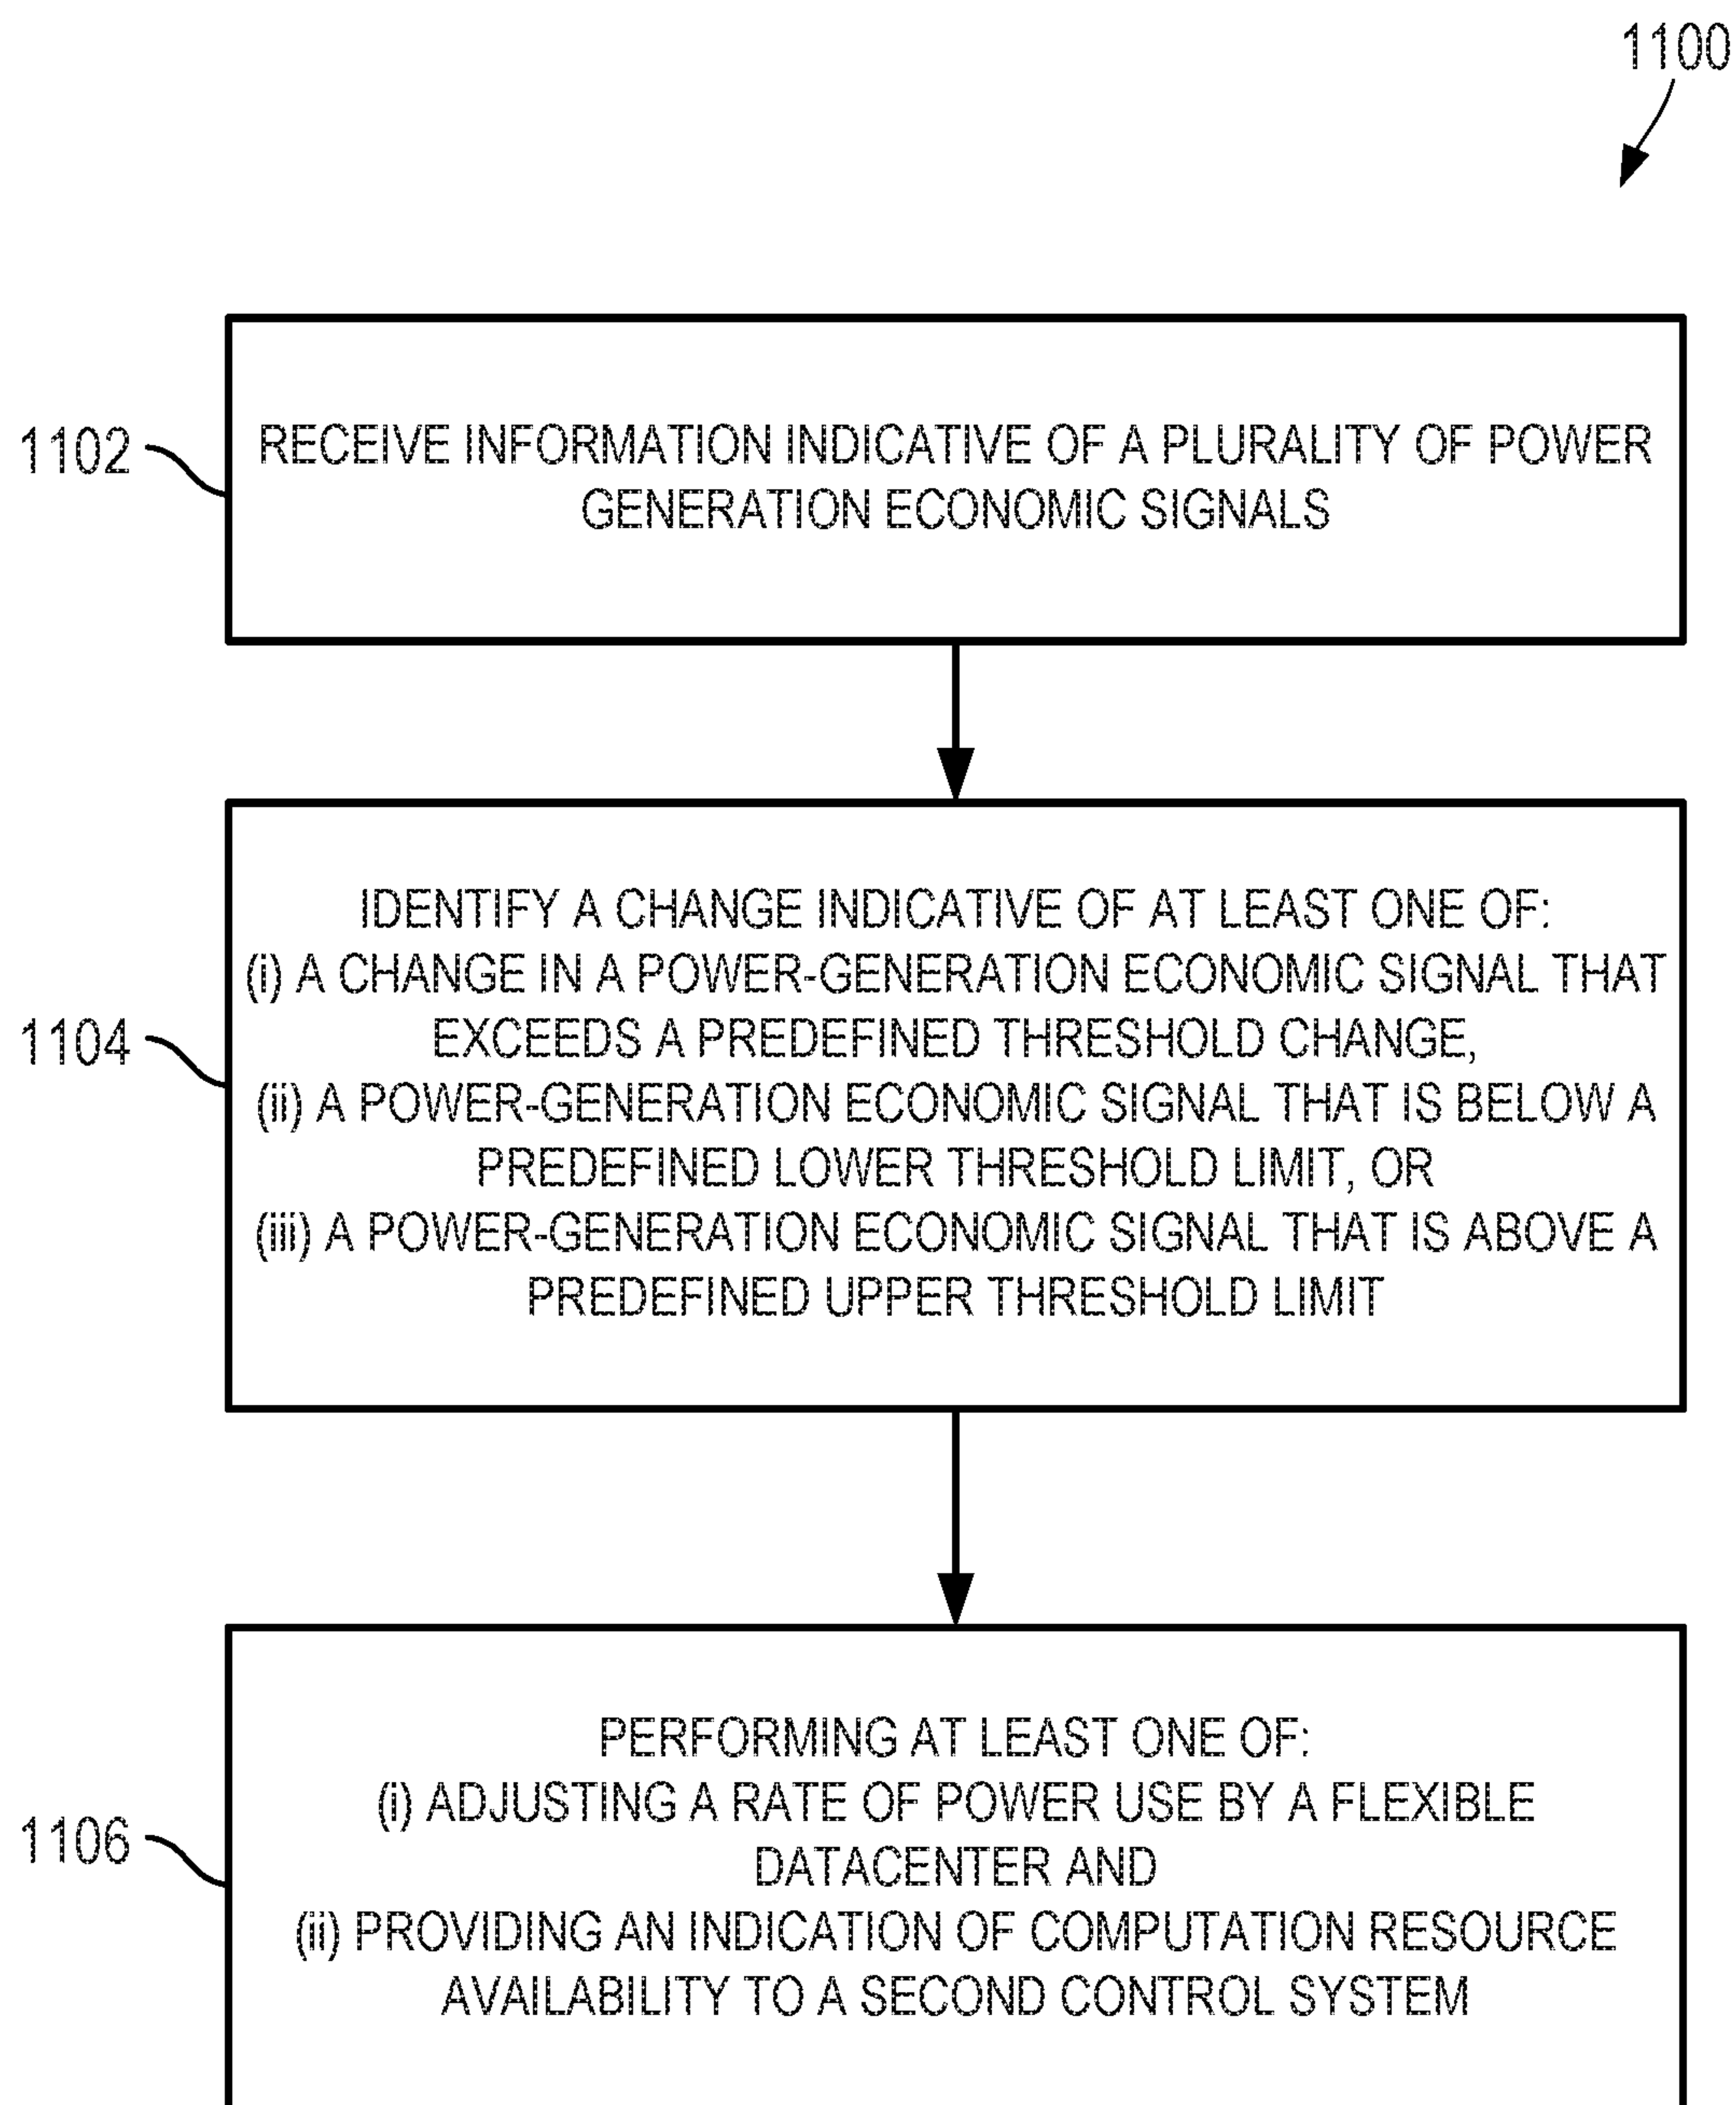 1100
1102
RECEIVE INFORMATION INDICATIVE OF A PLURALITY OF POWER
GENERATION ECONOMIC SIGNALS
1104
IDENTIFY A CHANGE INDICATIVE OF AT LEAST ONE OF:
(i) A CHANGE IN A POWER-GENERATION ECONOMIC SIGNAL THAT
EXCEEDS A PREDEFINED THRESHOLD CHANGE,
(ii) A POWER-GENERATION ECONOMIC SIGNAL THAT IS BELOW A
PREDEFINED LOWER THRESHOLD LIMIT, OR
(iii) A POWER-GENERATION ECONOMIC SIGNAL THAT IS ABOVE A
PREDEFINED UPPER THRESHOLD LIMIT
1106
PERFORMING AT LEAST ONE OF:
(i) ADJUSTING A RATE OF POWER USE BY A FLEXIBLE
DATACENTER AND
(ii) PROVIDING AN INDICATION OF COMPUTATION RESOURCE
AVAILABILITY TO A SECOND CONTROL SYSTEM